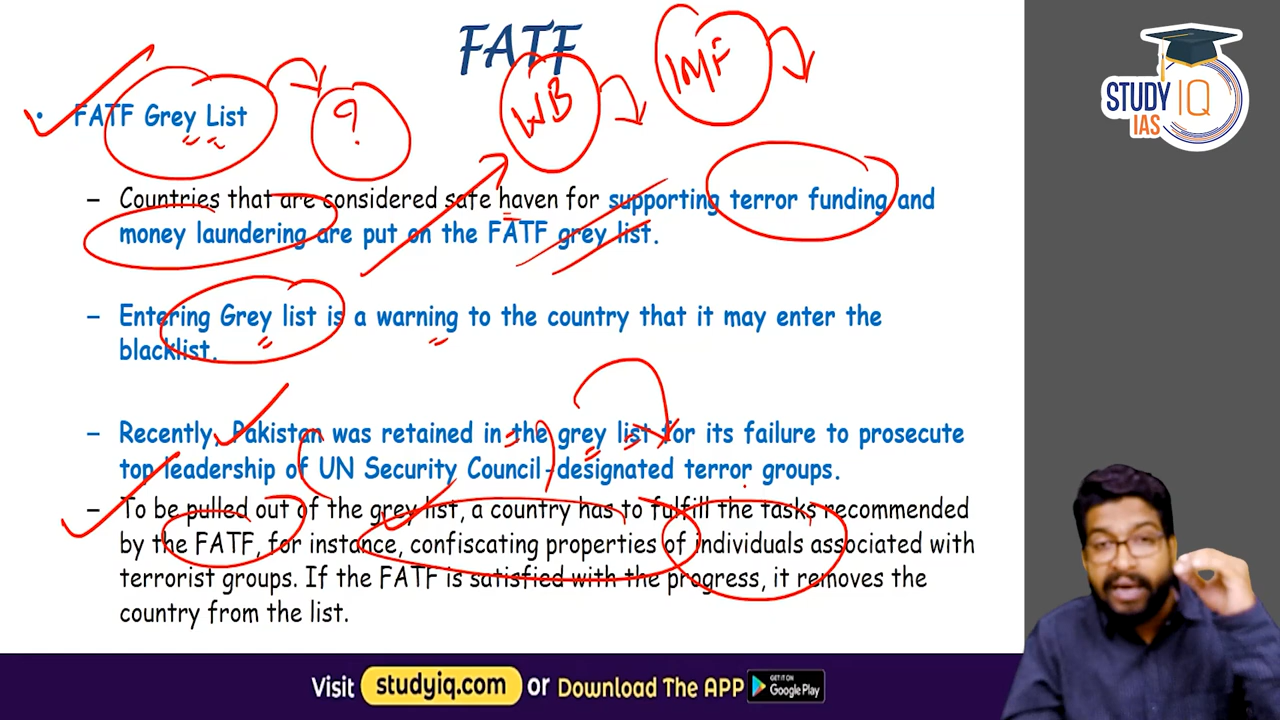 FATF
STUDY IQ
IAS
WB
IMF
• FATF Grey List
?
– Countries that are considered safe haven for supporting terror funding and
money laundering are put on the FATF grey list.
– Entering Grey list is a warning to the country that it may enter the
blacklist.
– Recently, Pakistan was retained in the grey list for its failure to prosecute
top leadership of UN Security Council-designated terror groups.
– To be pulled out of the grey list, a country has to fulfill the tasks recommended
by the FATF, for instance, confiscating properties of individuals associated with
terrorist groups. If the FATF is satisfied with the progress, it removes the
country from the list.
Visit studyiq.com or Download The APP GET IT ON Google Play